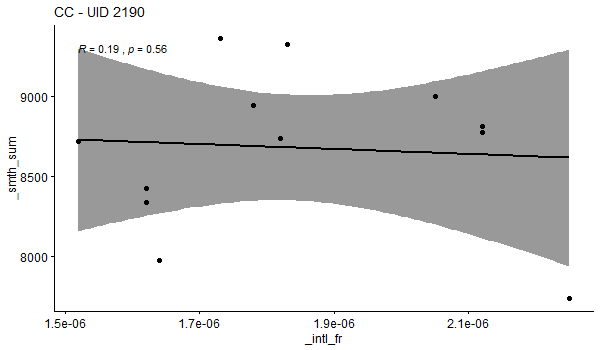 CC - UID 2190
R = 0.19 , p = 0.56
9000
8500
8000
_smth_sum
1.5e-06 1.7e-06 1.9e-06 2.1e-06
_intl_fr